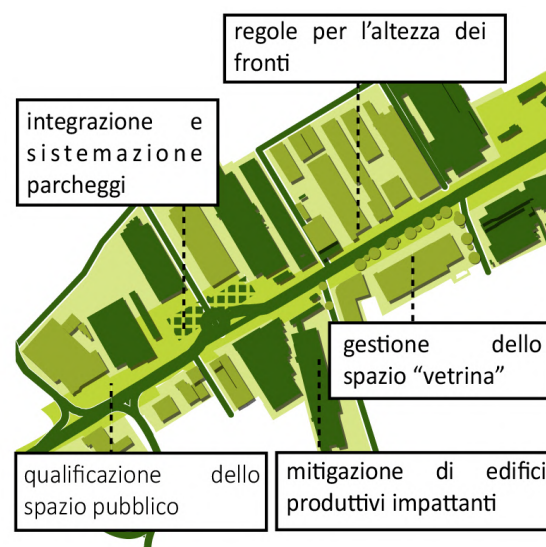 regole per l'altezza dei
fronti
integrazione e
sistemazione
parcheggi
gestione dello
spazio “vetrina”
qualificazione dello
spazio pubblico
mitigazione di edifici
produttivi impattanti